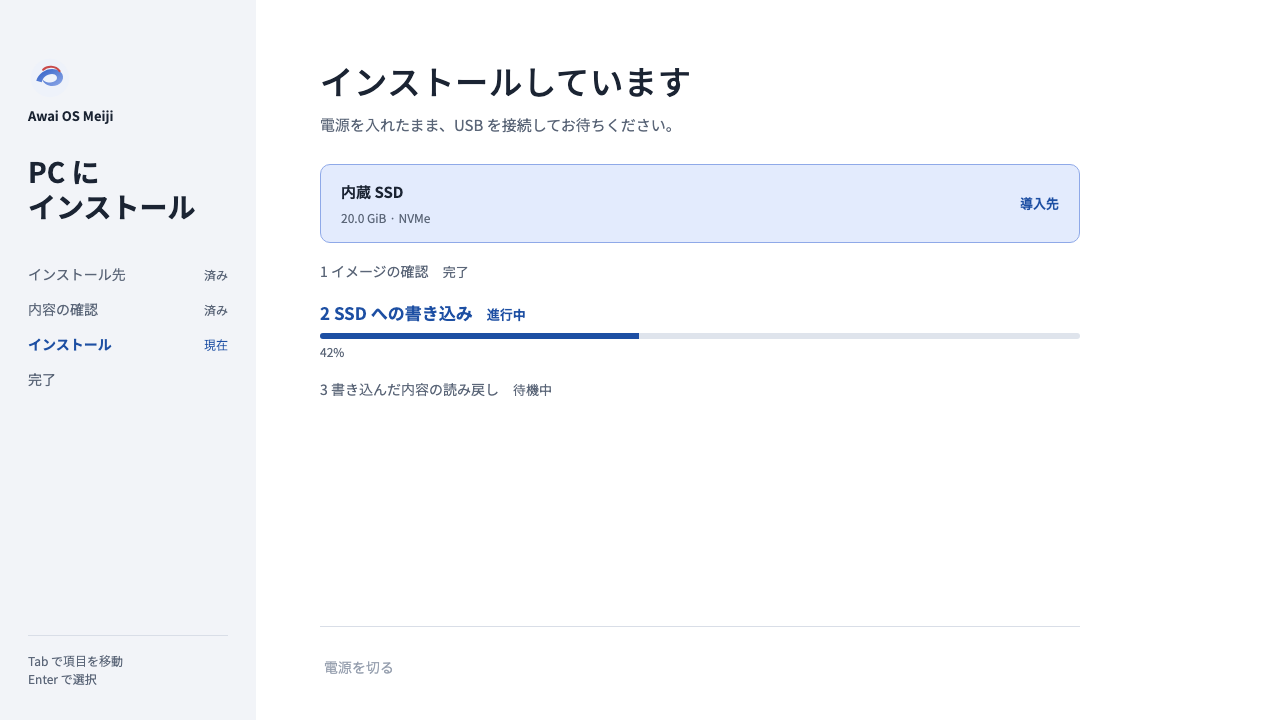 Awai OS Meiji
PC に
インストール
インストール先 済み
内容の確認 済み
インストール 現在
完了
Tab で項目を移動
Enter で選択
インストールしています
電源を入れたまま、USB を接続してお待ちください。
内蔵 SSD
20.0 GiB · NVMe
導入先
1 イメージの確認 完了
2 SSD への書き込み 進行中
42%
3 書き込んだ内容の読み戻し 待機中
電源を切る